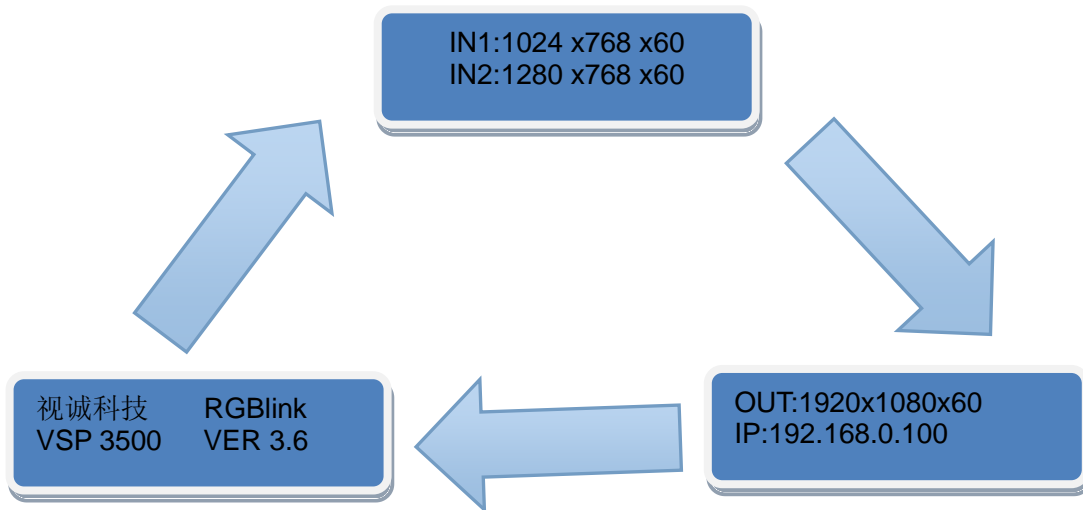 IN1:1024 x768 x60
IN2:1280 x768 x60
视诚科技 RGBlink
VSP 3500 VER 3.6
OUT:1920x1080x60
IP:192.168.0.100